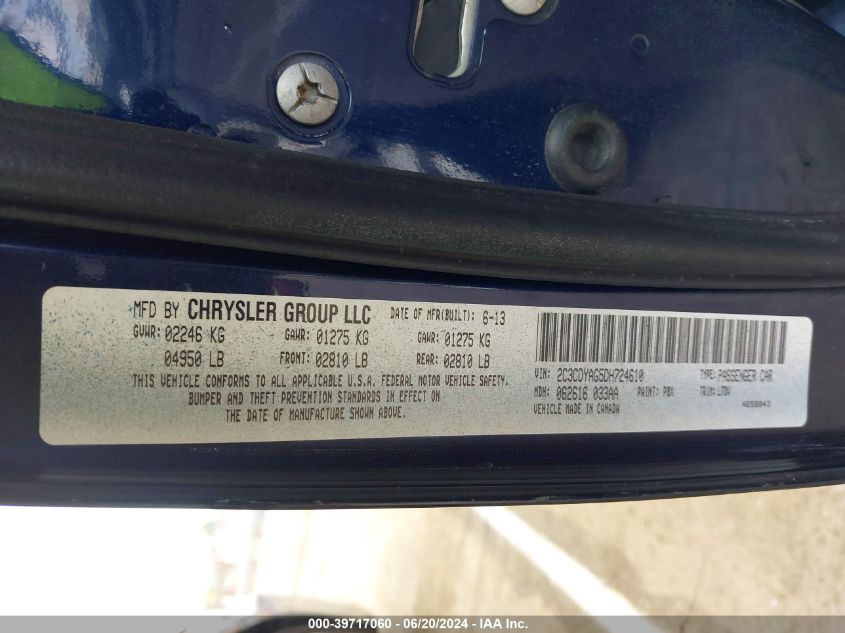 MFD BY CHRYSLER GROUP LLC DATE OF MFR(BUILT): 6-13
GVWR: 02246 KG GAWR: 01275 KG GAWR: 01275 KG
04950 LB FRONT: 02810 LB REAR: 02810 LB
THIS VEHICLE CONFORMS TO ALL APPLICABLE U.S.A. FEDERAL MOTOR VEHICLE SAFETY,
BUMPER AND THEFT PREVENTION STANDARDS IN EFFECT ON
THE DATE OF MANUFACTURE SHOWN ABOVE.
VIN: 2C3CDYAG5DH724610 TYPE: PASSENGER CAR
MDH: 062616 033AA PAINT: PBX TRIM: L7DV
VEHICLE MADE IN CANADA 4658843
000-39717060 - 06/20/2024 - IAA Inc.